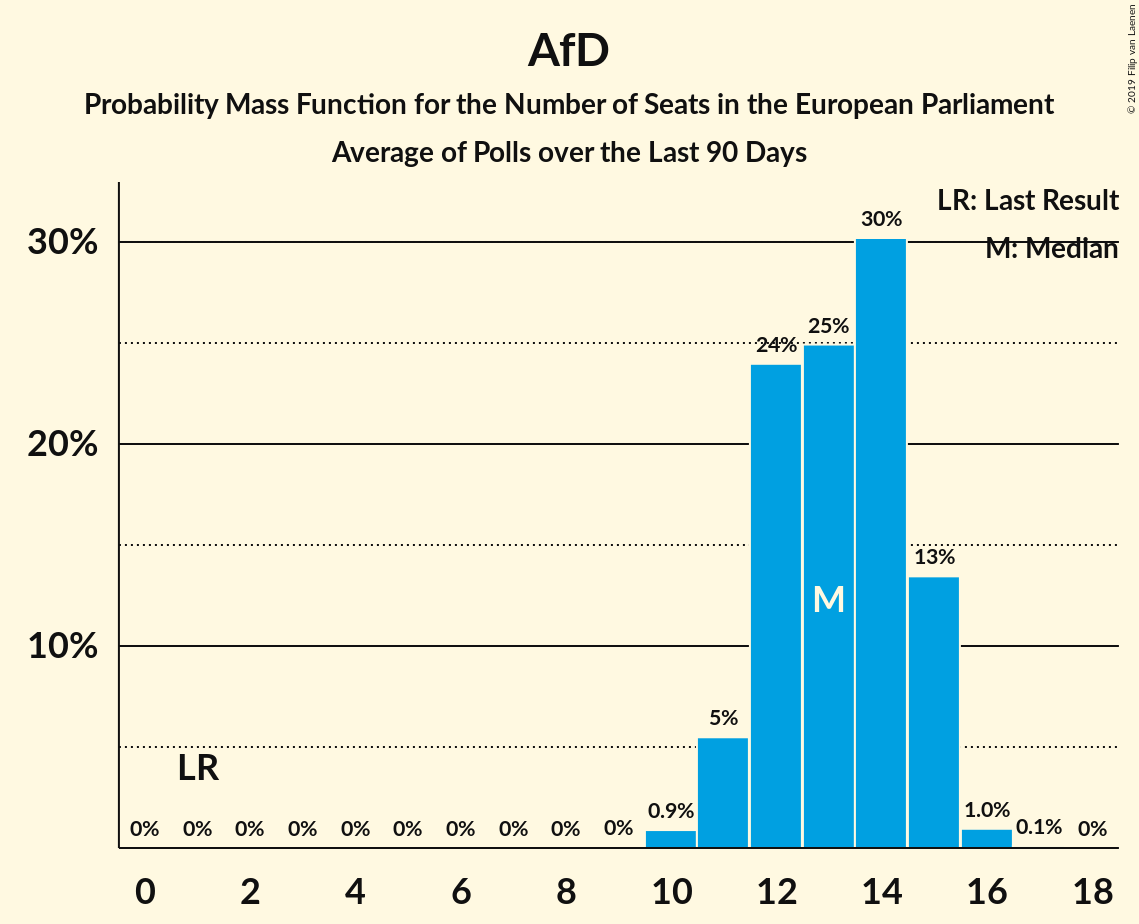 AfD
Probability Mass Function for the Number of Seats in the European Parliament
Average of Polls over the Last 90 Days
© 2019 Filip van Laenen
LR: Last Result
M: Median
30%
20%
10%
0% 0% 0% 0% 0% 0% 0% 0% 0% 0% 0.9% 5% 24% 25% 30% 13% 1.0% 0.1% 0%
LR
M
0 2 4 6 8 10 12 14 16 18